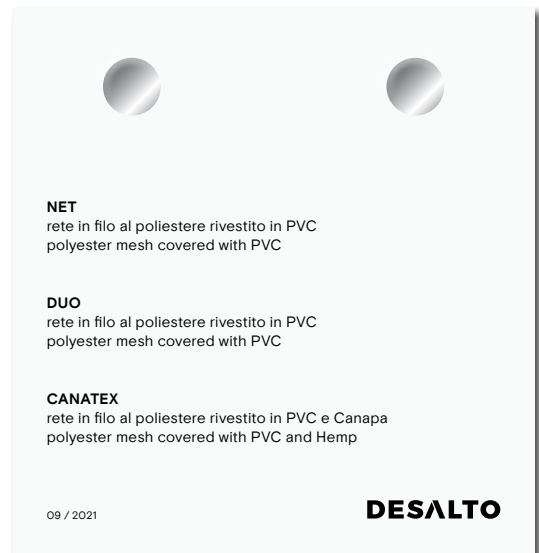 NET
rete in filo al poliestere rivestito in PVC
polyester mesh covered with PVC
DUO
rete in filo al poliestere rivestito in PVC
polyester mesh covered with PVC
CANATEX
rete in filo al poliestere rivestito in PVC e Canapa
polyester mesh covered with PVC and Hemp
09 / 2021
DESALTO